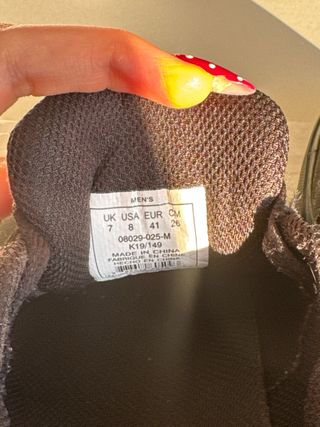 MEN'S
UK USA EUR CM
7 8 41 26
08029-025-M
K19/149
MADE IN CHINA
FABRIQUE EN CHINE
HECHO EN CHINA